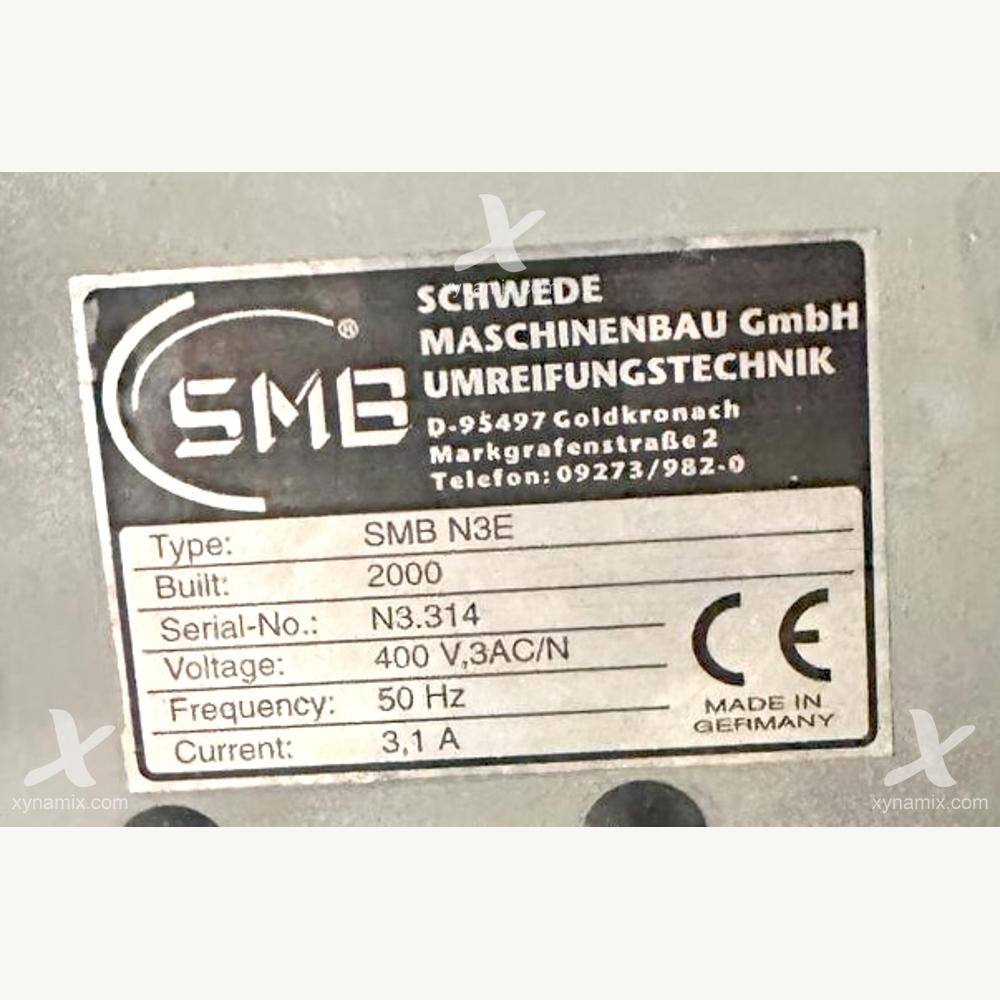 xynamix.com
SMB®
SCHWEDE
MASCHINENBAU GmbH
UMREIFUNGSTECHNIK
D-95497 Goldkronach
Markgrafenstraße 2
Telefon: 09273/982-0
Type: SMB N3E
Built: 2000
Serial-No.: N3.314
Voltage: 400 V,3AC/N
Frequency: 50 Hz
Current: 3,1 A
CE
MADE IN
GERMANY
xynamix.com
xynamix.com